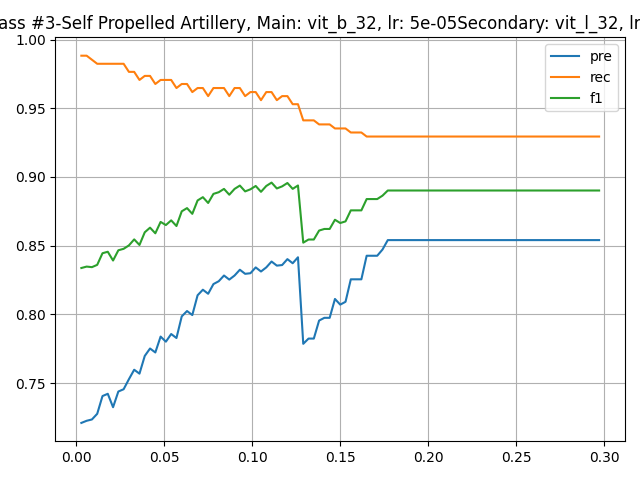 ass #3-Self Propelled Artillery, Main: vit_b_32, lr: 5e-05Secondary: vit_l_32, lr
1.00
0.95
0.90
0.85
0.80
0.75
pre
rec
f1
0.00 0.05 0.10 0.15 0.20 0.25 0.30